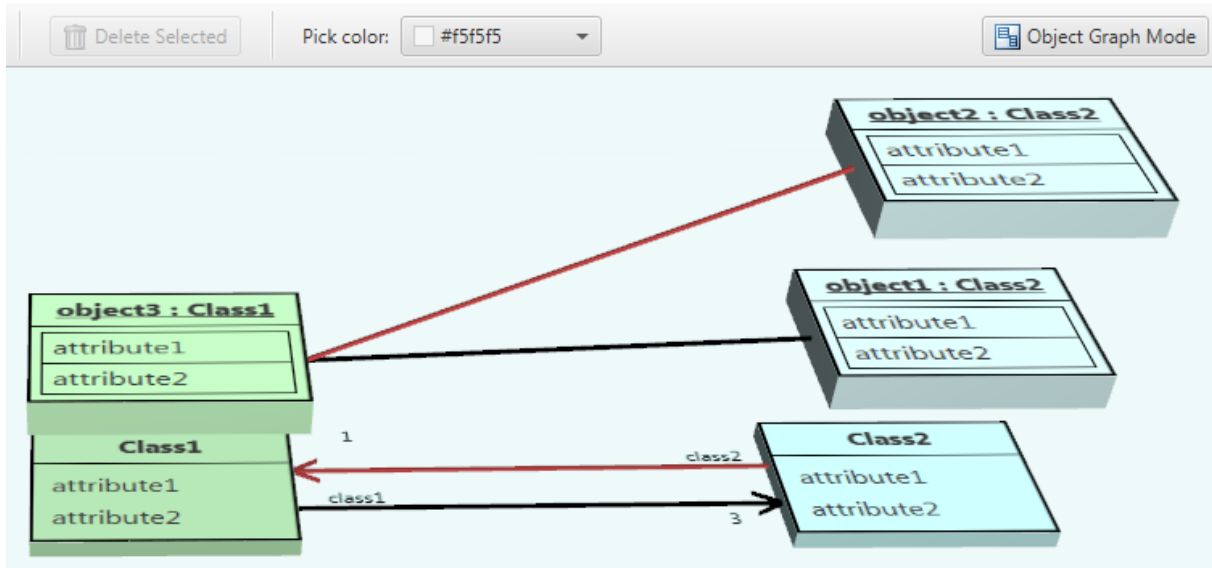 Delete Selected
Pick color:
#f5f5f5
Object Graph Mode
object2 : Class2
attribute1
attribute2
object1 : Class2
attribute1
attribute2
object3 : Class1
attribute1
attribute2
Class1
attribute1
attribute2
1
class2
class1
3
Class2
attribute1
attribute2